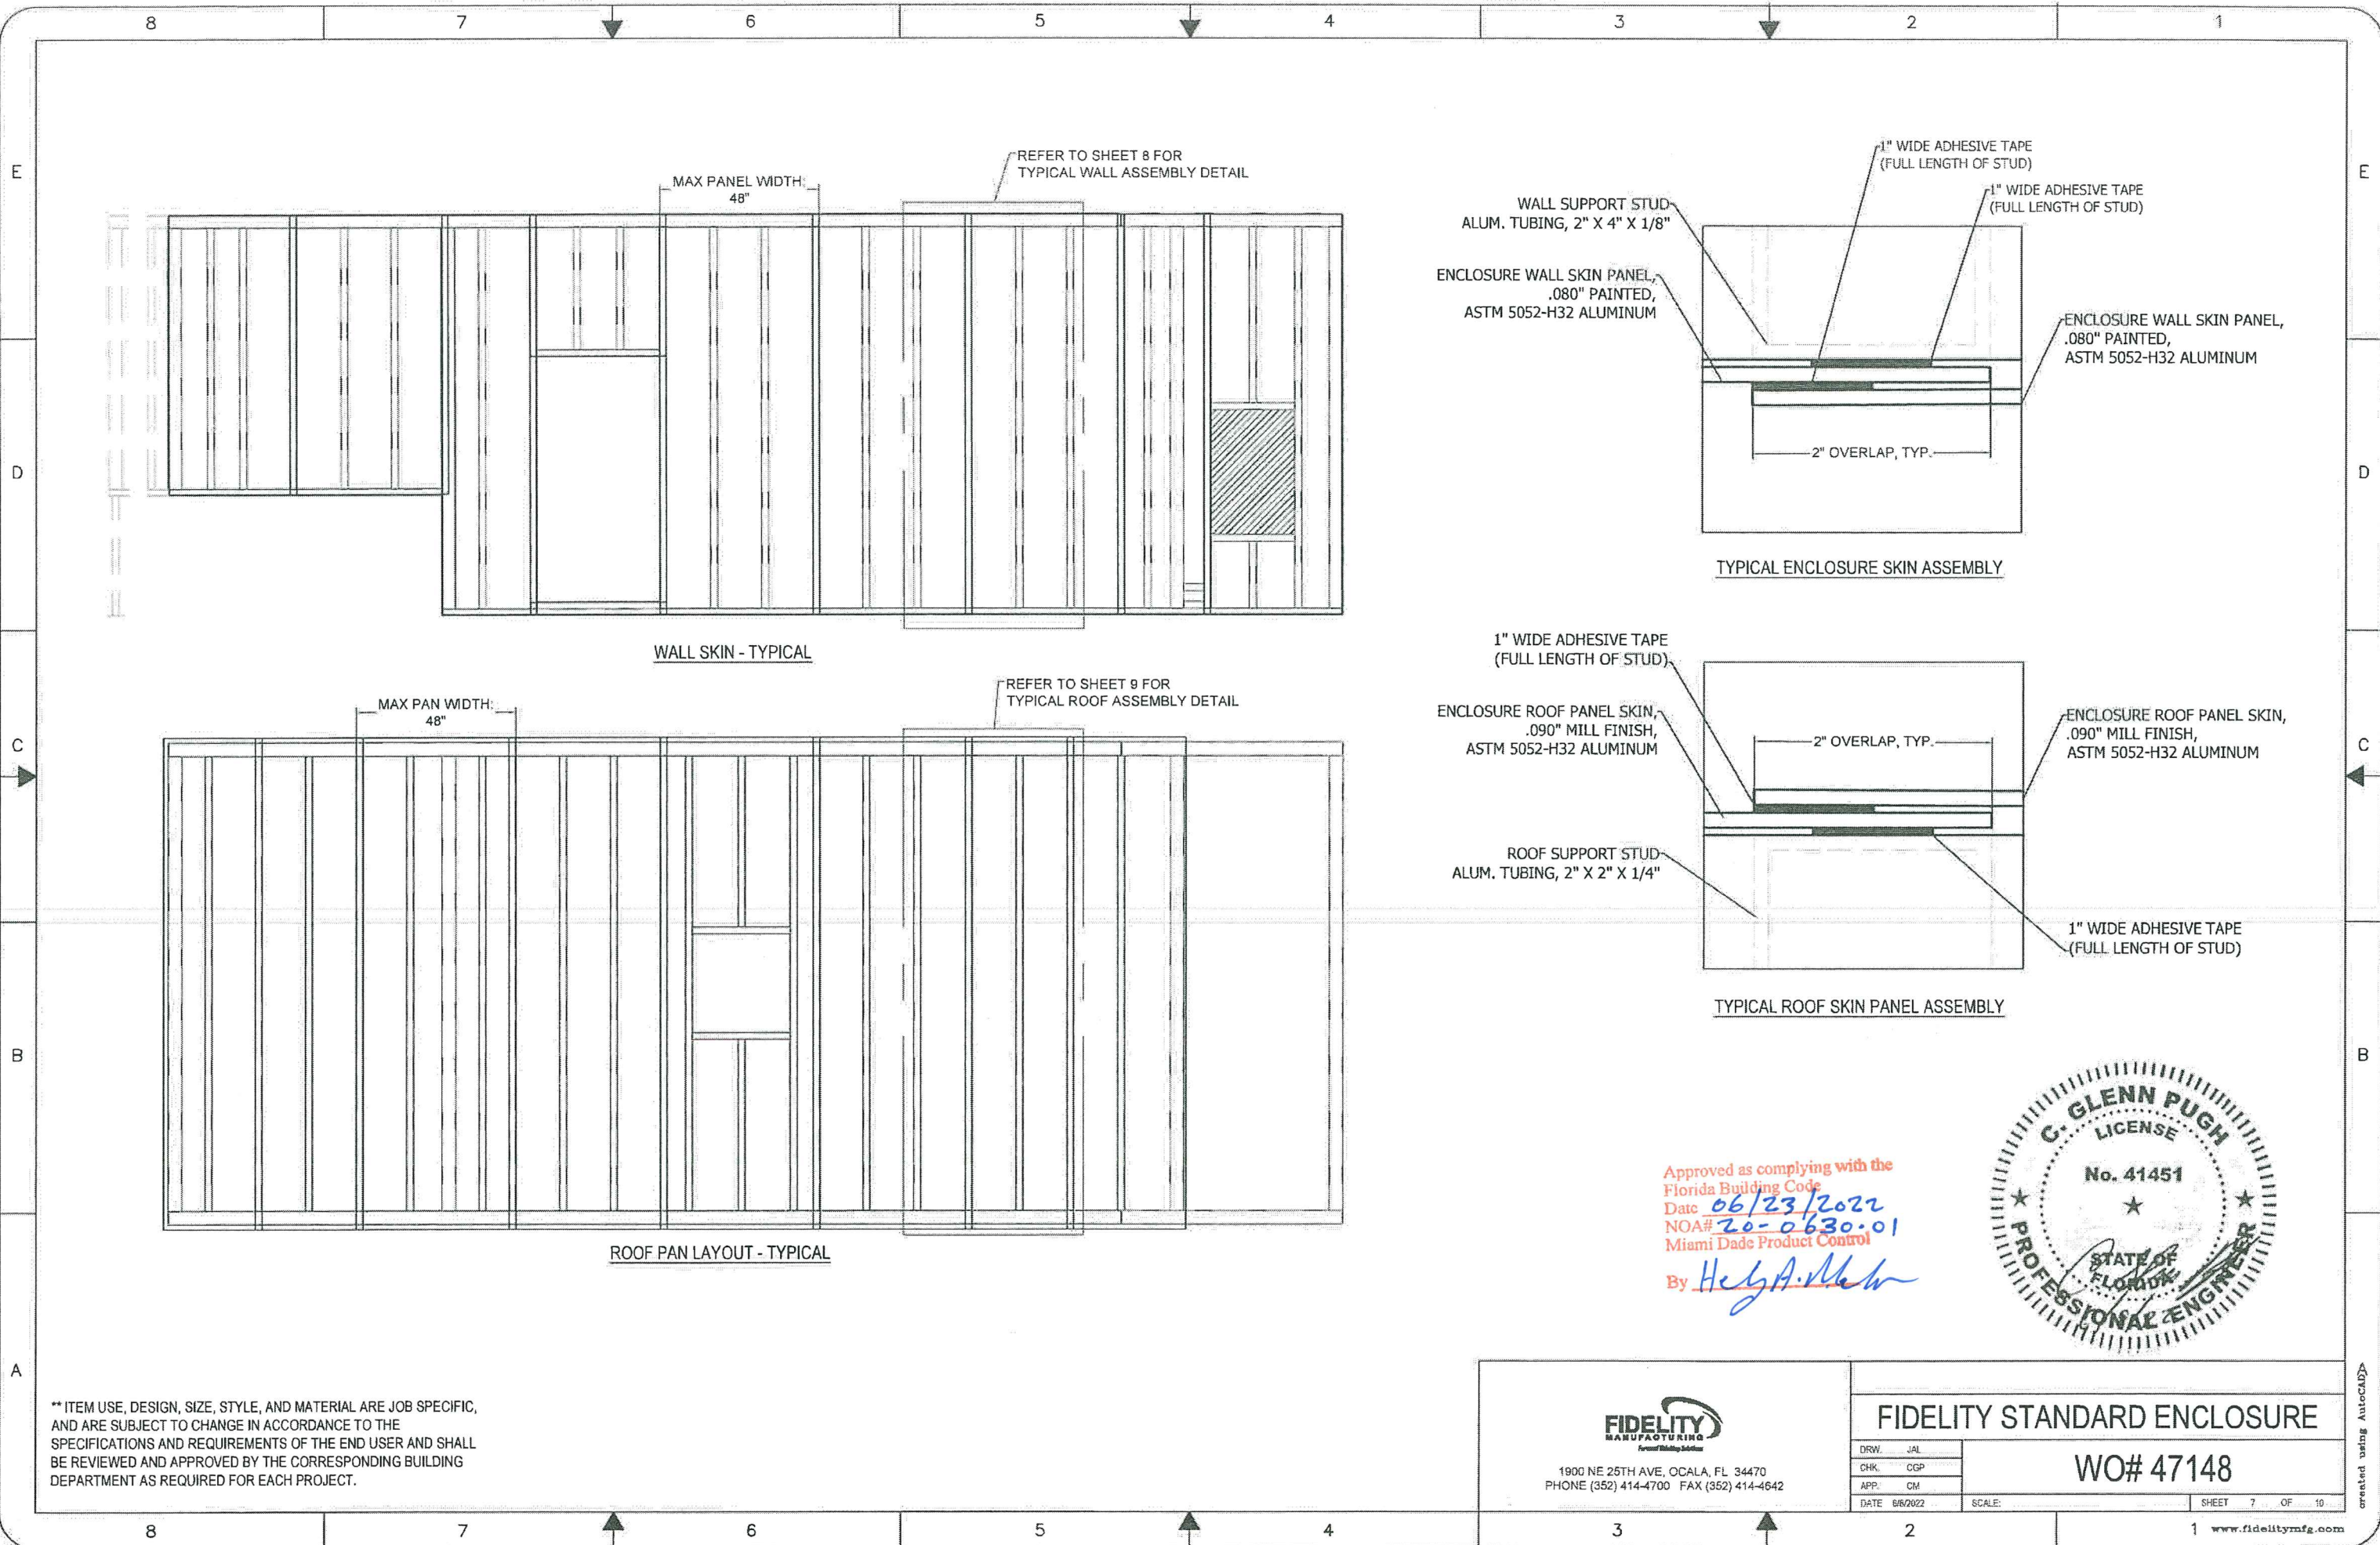 8 7 6 5 4 3 2 1
E
E
D
D
C
C
B
B
A
A
MAX PANEL WIDTH:
48"
REFER TO SHEET 8 FOR
TYPICAL WALL ASSEMBLY DETAIL
WALL SKIN - TYPICAL
MAX PAN WIDTH:
48"
REFER TO SHEET 9 FOR
TYPICAL ROOF ASSEMBLY DETAIL
ROOF PAN LAYOUT - TYPICAL
1" WIDE ADHESIVE TAPE
(FULL LENGTH OF STUD)
1" WIDE ADHESIVE TAPE
(FULL LENGTH OF STUD)
WALL SUPPORT STUD
ALUM. TUBING, 2" X 4" X 1/8"
ENCLOSURE WALL SKIN PANEL,
.080" PAINTED,
ASTM 5052-H32 ALUMINUM
ENCLOSURE WALL SKIN PANEL,
.080" PAINTED,
ASTM 5052-H32 ALUMINUM
2" OVERLAP, TYP.
TYPICAL ENCLOSURE SKIN ASSEMBLY
1" WIDE ADHESIVE TAPE
(FULL LENGTH OF STUD)
ENCLOSURE ROOF PANEL SKIN,
.090" MILL FINISH,
ASTM 5052-H32 ALUMINUM
2" OVERLAP, TYP.
ENCLOSURE ROOF PANEL SKIN,
.090" MILL FINISH,
ASTM 5052-H32 ALUMINUM
ROOF SUPPORT STUD
ALUM. TUBING, 2" X 2" X 1/4"
1" WIDE ADHESIVE TAPE
(FULL LENGTH OF STUD)
TYPICAL ROOF SKIN PANEL ASSEMBLY
Approved as complying with the
Florida Building Code
Date 06/23/2022
NOA# 20-0630.01
Miami Dade Product Control
By
C. GLENN PUGH
LICENSE
No. 41451
STATE OF
FLORIDA
PROFESSIONAL ENGINEER
** ITEM USE, DESIGN, SIZE, STYLE, AND MATERIAL ARE JOB SPECIFIC,
AND ARE SUBJECT TO CHANGE IN ACCORDANCE TO THE
SPECIFICATIONS AND REQUIREMENTS OF THE END USER AND SHALL
BE REVIEWED AND APPROVED BY THE CORRESPONDING BUILDING
DEPARTMENT AS REQUIRED FOR EACH PROJECT.
FIDELITY
MANUFACTURING
1900 NE 25TH AVE, OCALA, FL 34470
PHONE (352) 414-4700 FAX (352) 414-4642
FIDELITY STANDARD ENCLOSURE
DRW. JAL
CHK. CGP
APP. CM
DATE 6/8/2022
WO# 47148
SCALE:
SHEET 7 OF 10
created using AutoCAD
8 7 6 5 4 3 2 1
www.fidelitymfg.com